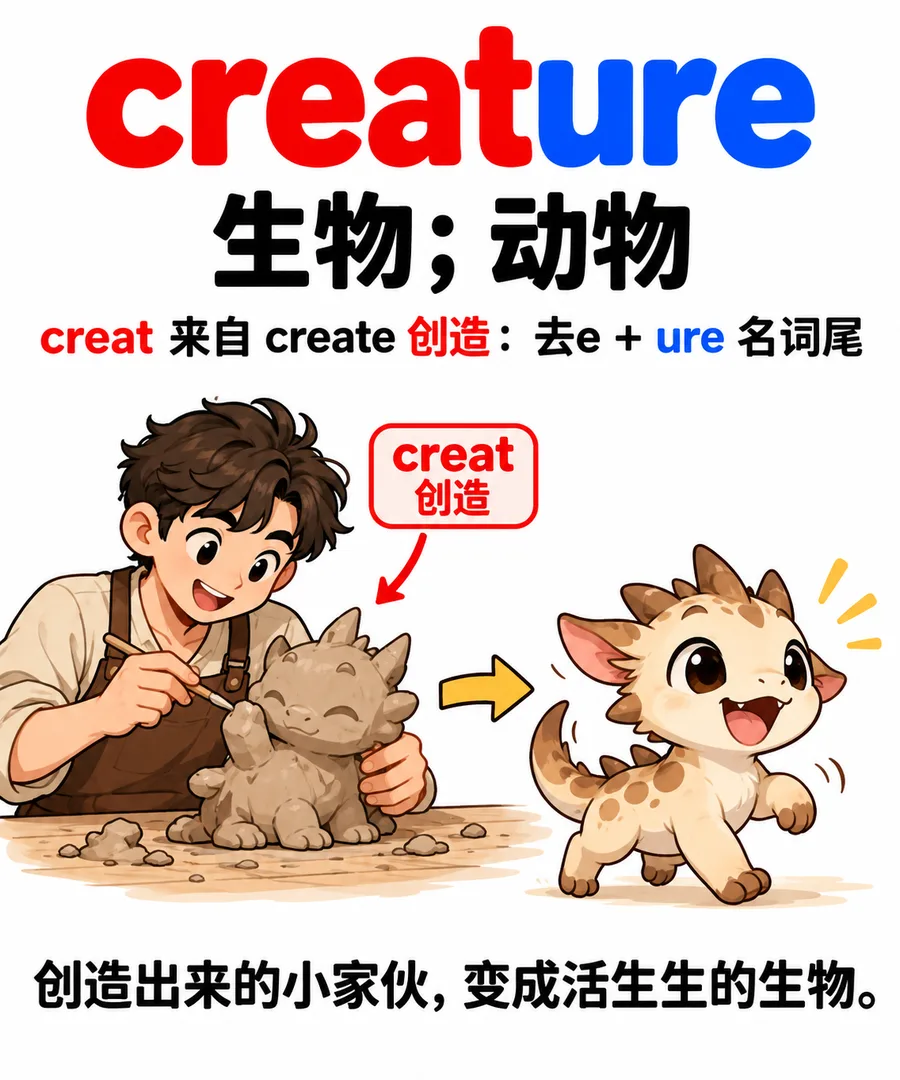 creature
生物；动物
creat 来自 create 创造：去e + ure 名词尾
creat
创造
创造出来的小家伙，变成活生生的生物。